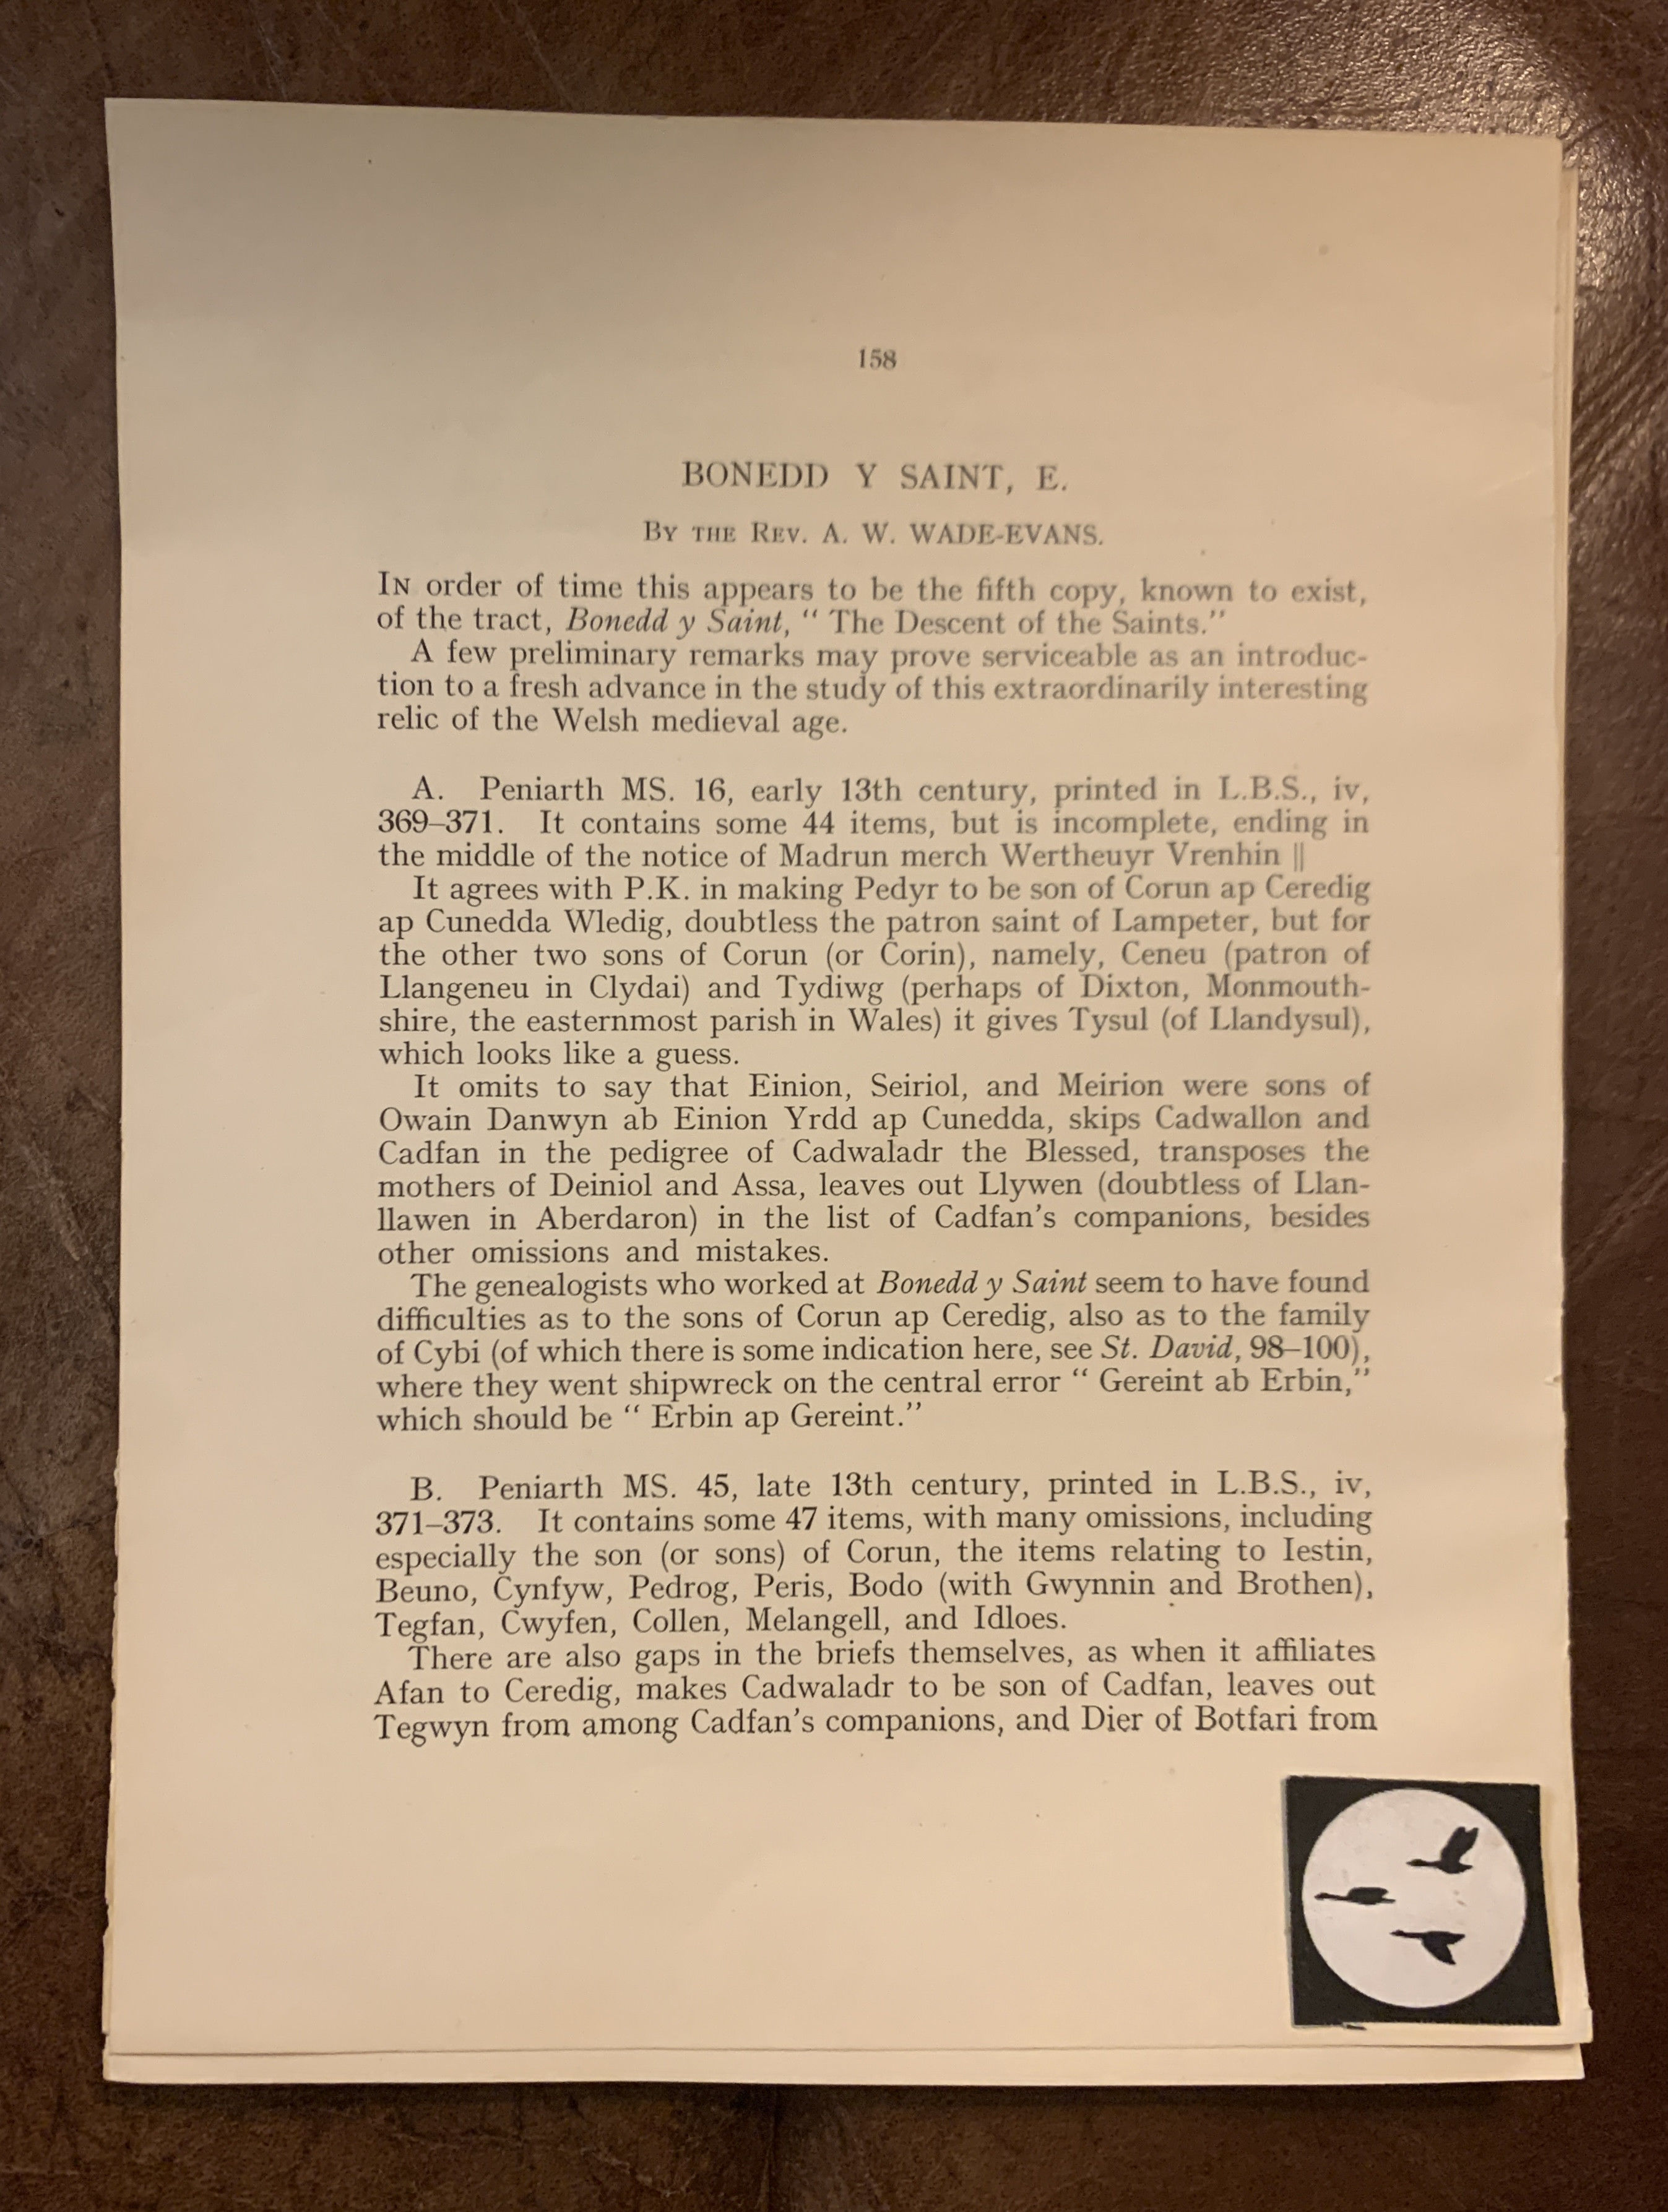 158
BONEDD Y SAINT, E.
BY THE REV. A. W. WADE-EVANS.
IN order of time this appears to be the fifth copy, known to exist,
of the tract, Bonedd y Saint, “ The Descent of the Saints.”
A few preliminary remarks may prove serviceable as an introduc-
tion to a fresh advance in the study of this extraordinarily interesting
relic of the Welsh medieval age.
A. Peniarth MS. 16, early 13th century, printed in L.B.S., iv,
369–371. It contains some 44 items, but is incomplete, ending in
the middle of the notice of Madrun merch Wertheuyr Vrenhin ||
It agrees with P.K. in making Pedyr to be son of Corun ap Ceredig
ap Cunedda Wledig, doubtless the patron saint of Lampeter, but for
the other two sons of Corun (or Corin), namely, Ceneu (patron of
Llangeneu in Clydai) and Tydiwg (perhaps of Dixton, Monmouth-
shire, the easternmost parish in Wales) it gives Tysul (of Llandysul),
which looks like a guess.
It omits to say that Einion, Seiriol, and Meirion were sons of
Owain Danwyn ab Einion Yrdd ap Cunedda, skips Cadwallon and
Cadfan in the pedigree of Cadwaladr the Blessed, transposes the
mothers of Deiniol and Assa, leaves out Llywen (doubtless of Llan-
llawen in Aberdaron) in the list of Cadfan’s companions, besides
other omissions and mistakes.
The genealogists who worked at Bonedd y Saint seem to have found
difficulties as to the sons of Corun ap Ceredig, also as to the family
of Cybi (of which there is some indication here, see St. David, 98–100),
where they went shipwreck on the central error “ Gereint ab Erbin,”
which should be “ Erbin ap Gereint.”
B. Peniarth MS. 45, late 13th century, printed in L.B.S., iv,
371–373. It contains some 47 items, with many omissions, including
especially the son (or sons) of Corun, the items relating to Iestin,
Beuno, Cynfyw, Pedrog, Peris, Bodo (with Gwynnin and Brothen),
Tegfan, Cwyfen, Collen, Melangell, and Idloes.
There are also gaps in the briefs themselves, as when it affiliates
Afan to Ceredig, makes Cadwaladr to be son of Cadfan, leaves out
Tegwyn from among Cadfan’s companions, and Dier of Botfari from